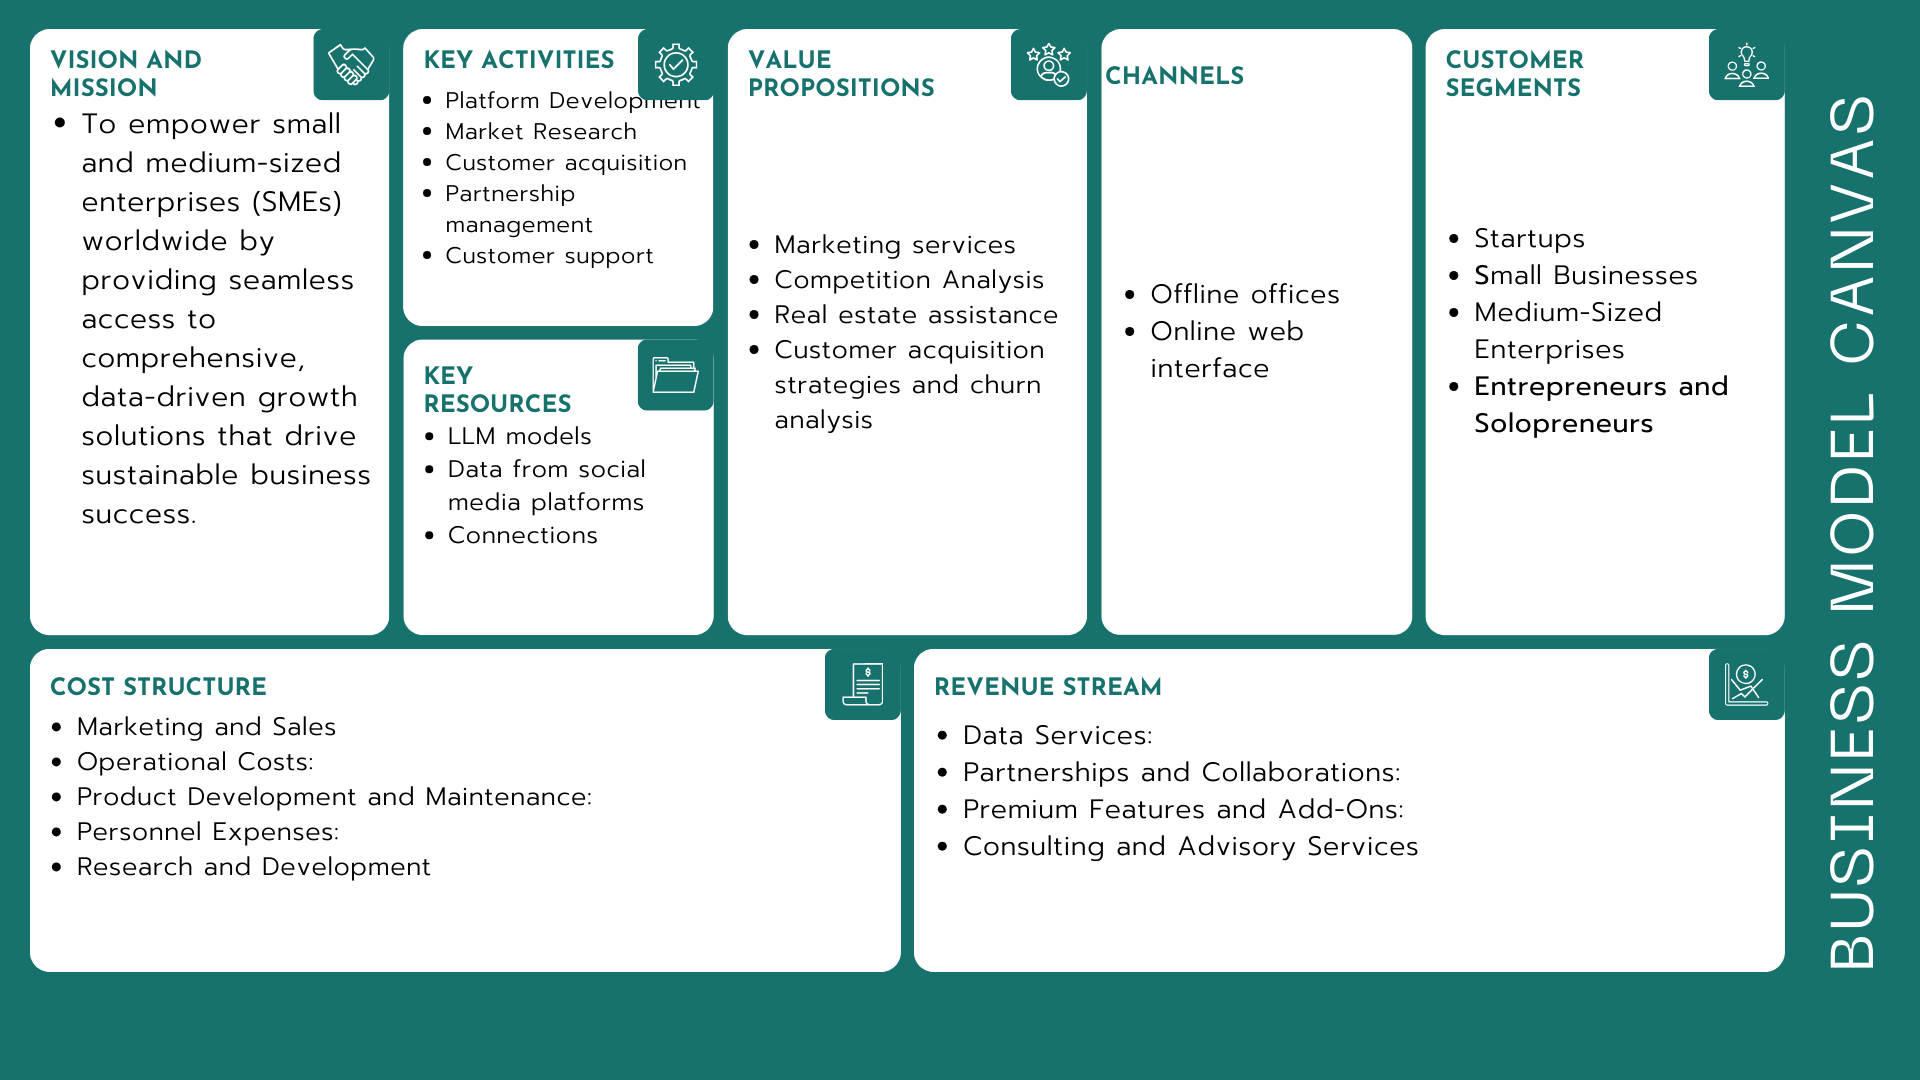 VISION AND
MISSION
• To empower small
and medium-sized
enterprises (SMEs)
worldwide by
providing seamless
access to
comprehensive,
data-driven growth
solutions that drive
sustainable business
success.
KEY ACTIVITIES
• Platform Development
• Market Research
• Customer acquisition
• Partnership
management
• Customer support
KEY
RESOURCES
• LLM models
• Data from social
media platforms
• Connections
VALUE
PROPOSITIONS
• Marketing services
• Competition Analysis
• Real estate assistance
• Customer acquisition
strategies and churn
analysis
CHANNELS
• Offline offices
• Online web
interface
CUSTOMER
SEGMENTS
• Startups
• Small Businesses
• Medium-Sized
Enterprises
• Entrepreneurs and
Solopreneurs
COST STRUCTURE
• Marketing and Sales
• Operational Costs:
• Product Development and Maintenance:
• Personnel Expenses:
• Research and Development
REVENUE STREAM
• Data Services:
• Partnerships and Collaborations:
• Premium Features and Add-Ons:
• Consulting and Advisory Services
BUSINESS MODEL CANVAS